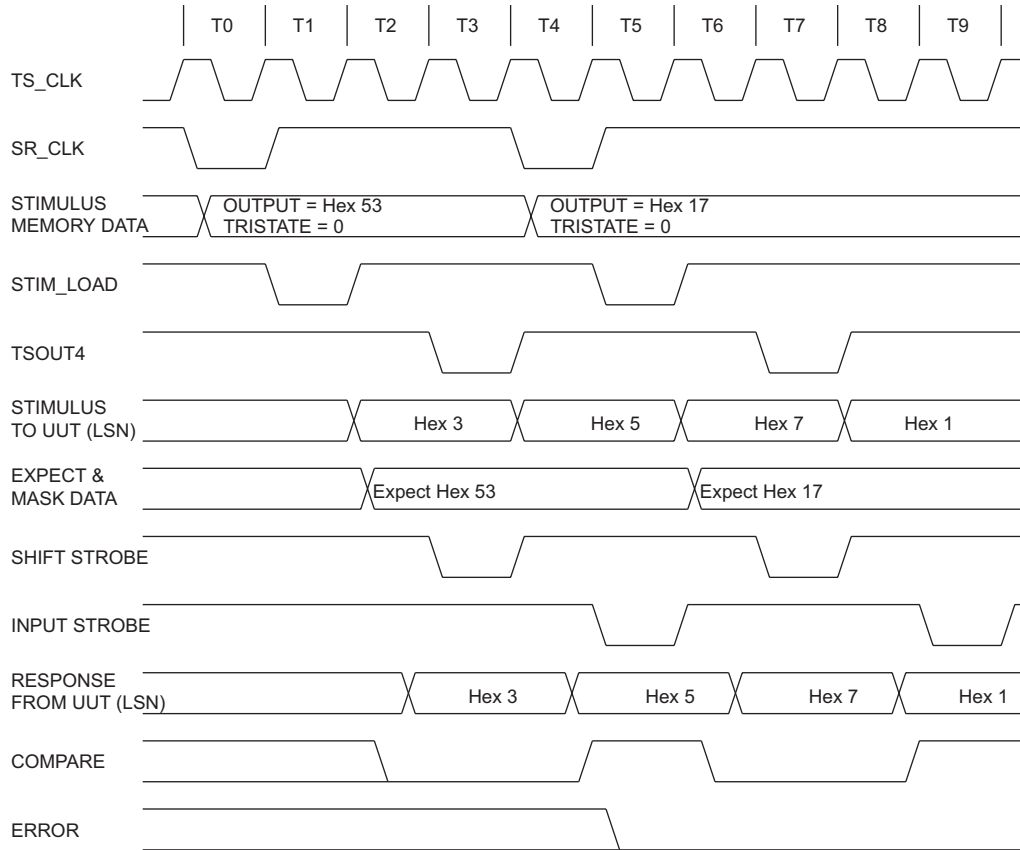 T0 T1 T2 T3 T4 T5 T6 T7 T8 T9
TS_CLK
SR_CLK
STIMULUS
MEMORY DATA
OUTPUT = Hex 53
TRISTATE = 0
OUTPUT = Hex 17
TRISTATE = 0
STIM_LOAD
TSOUT4
STIMULUS
TO UUT (LSN)
Hex 3 Hex 5 Hex 7 Hex 1
EXPECT &
MASK DATA
Expect Hex 53 Expect Hex 17
SHIFT STROBE
INPUT STROBE
RESPONSE
FROM UUT (LSN)
Hex 3 Hex 5 Hex 7 Hex 1
COMPARE
ERROR